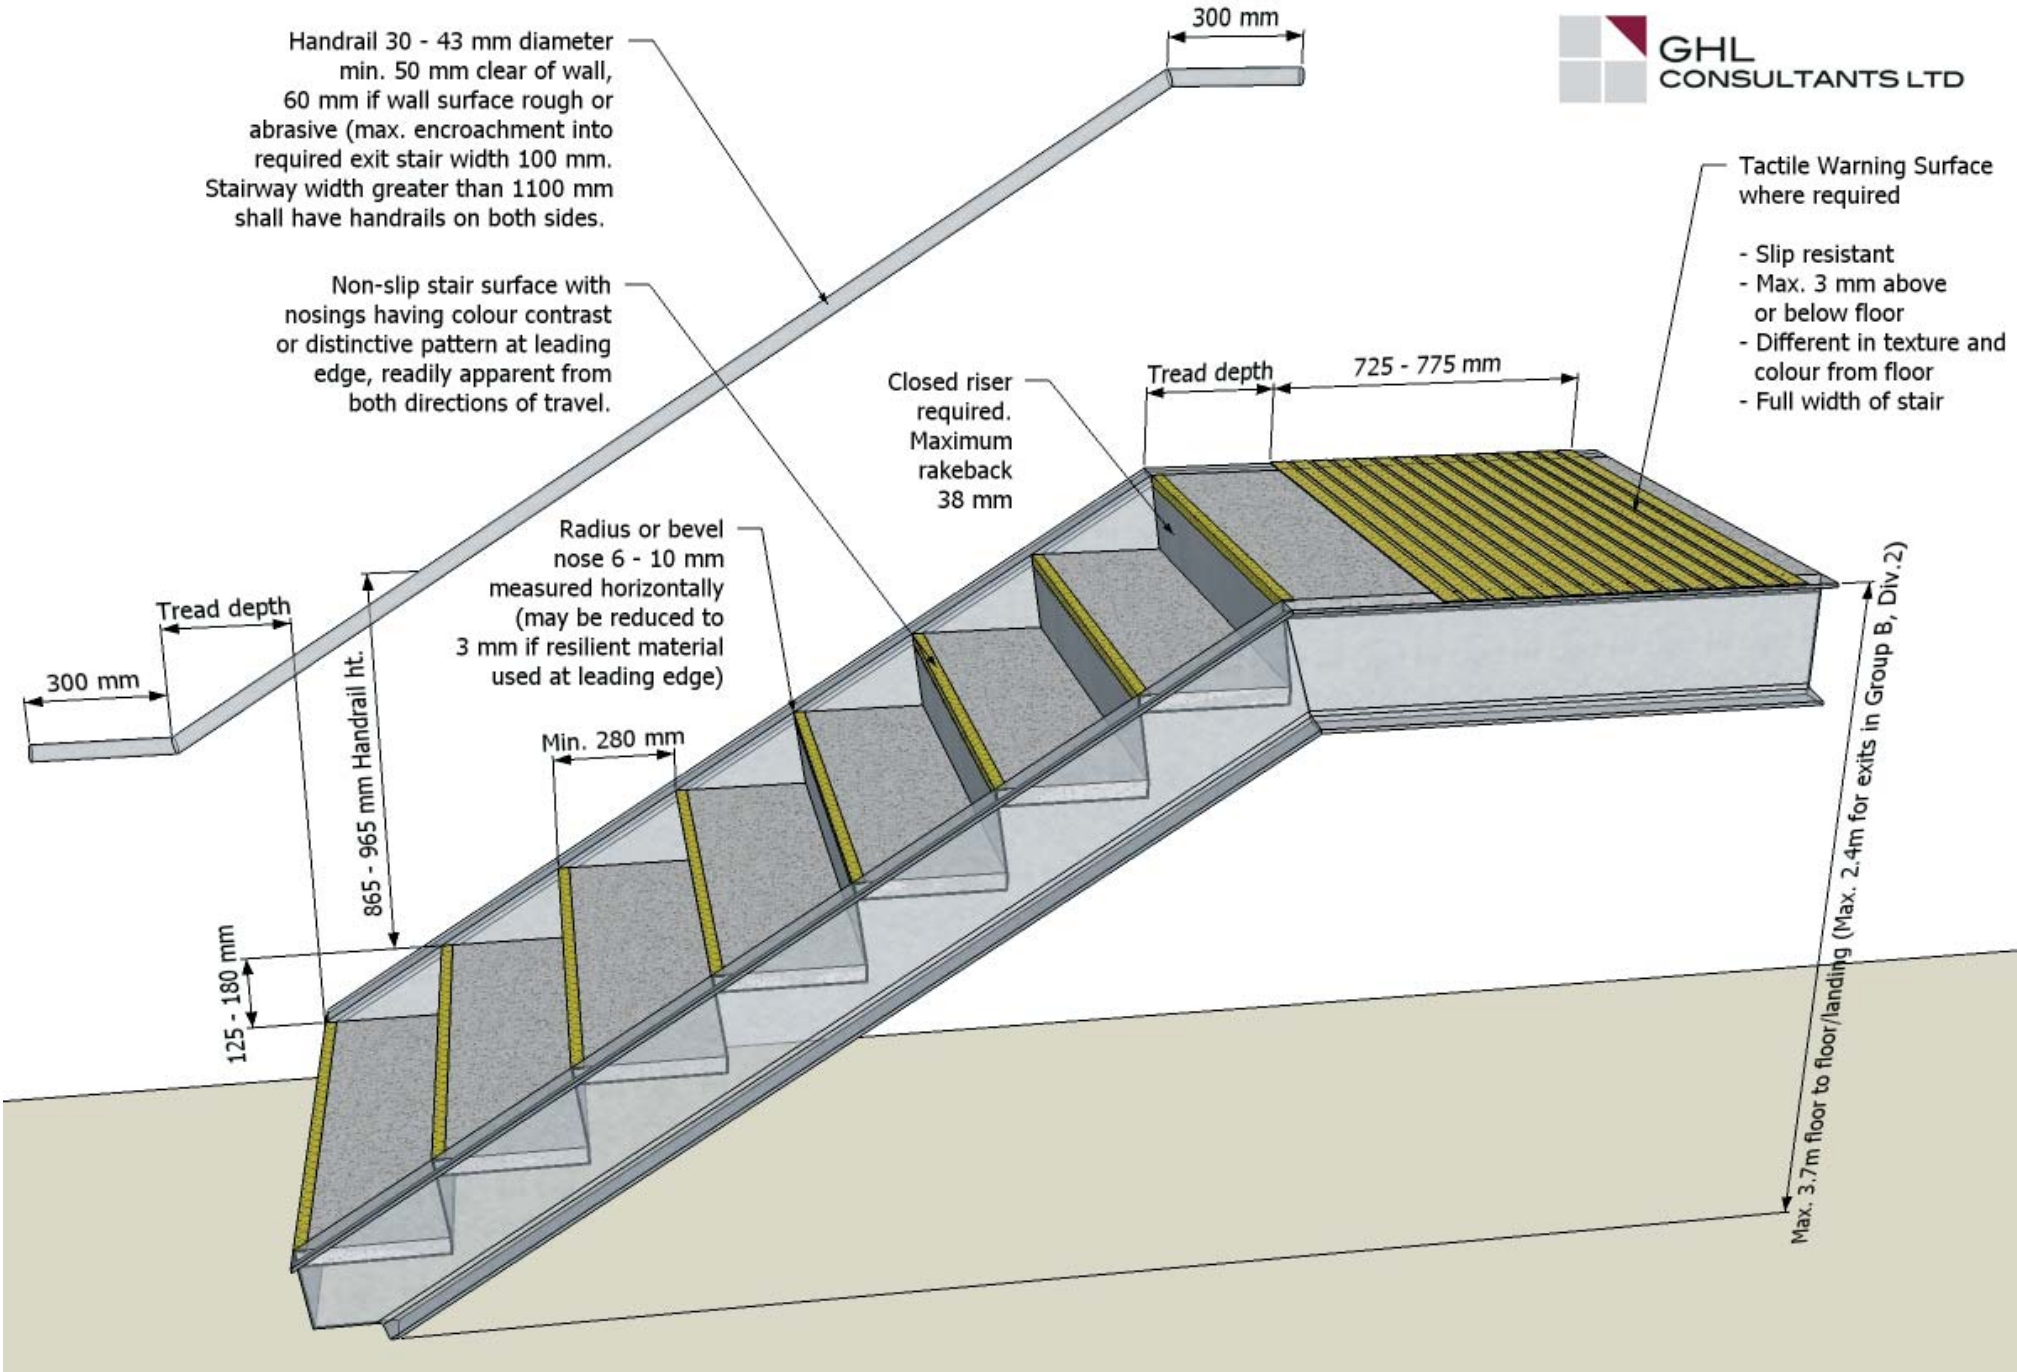 300 mm
GHL
CONSULTANTS LTD
Handrail 30 - 43 mm diameter
min. 50 mm clear of wall,
60 mm if wall surface rough or
abrasive (max. encroachment into
required exit stair width 100 mm.
Stairway width greater than 1100 mm
shall have handrails on both sides.
Tactile Warning Surface
where required
- Slip resistant
- Max. 3 mm above
or below floor
- Different in texture and
colour from floor
- Full width of stair
Non-slip stair surface with
nosings having colour contrast
or distinctive pattern at leading
edge, readily apparent from
both directions of travel.
Closed riser
required.
Maximum
rakeback
38 mm
Tread depth
725 - 775 mm
Radius or bevel
nose 6 - 10 mm
measured horizontally
(may be reduced to
3 mm if resilient material
used at leading edge)
Tread depth
300 mm
865 - 965 mm Handrail ht.
Min. 280 mm
125 - 180 mm
Max. 3.7m floor to floor/landing (Max. 2.4m for exits in Group B, Div.2)